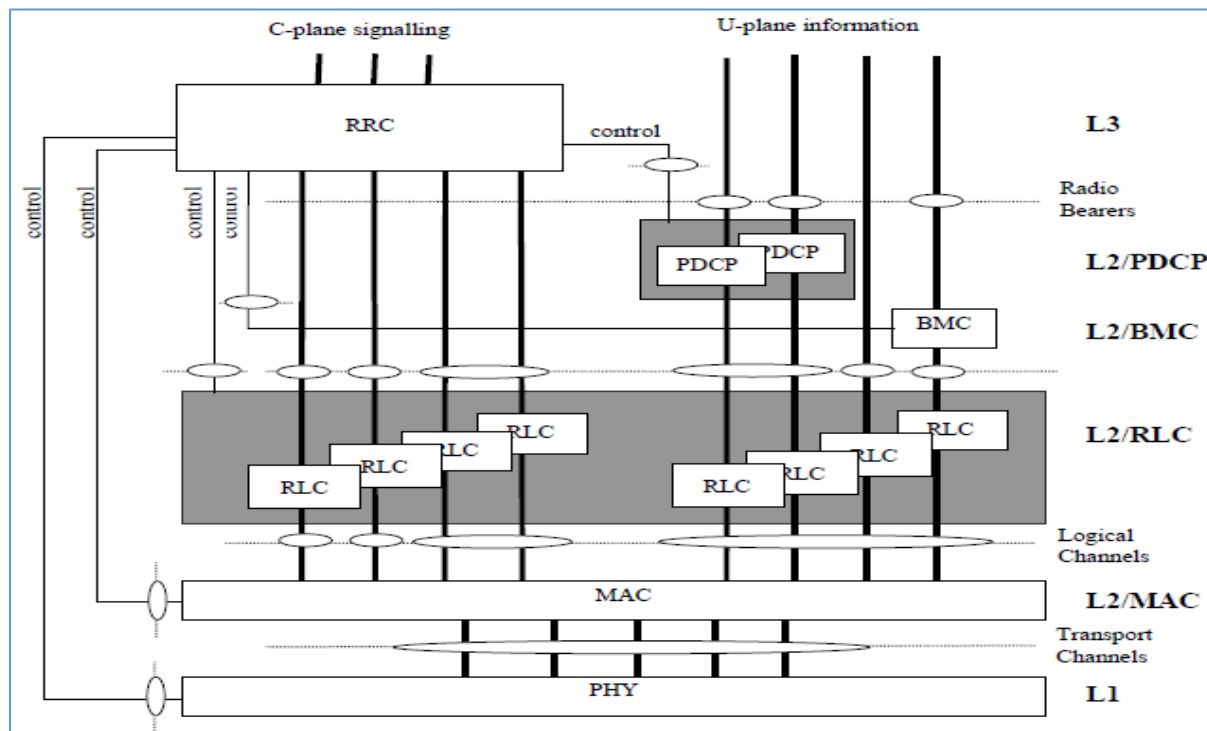 C-plane signalling
U-plane information
RRC
control
L3
control
control
control
control
Radio
Bearers
PDCP
PDCP
L2/PDCP
BMC
L2/BMC
RLC
RLC
RLC
RLC
RLC
RLC
RLC
RLC
L2/RLC
Logical
Channels
MAC
L2/MAC
Transport
Channels
PHY
L1